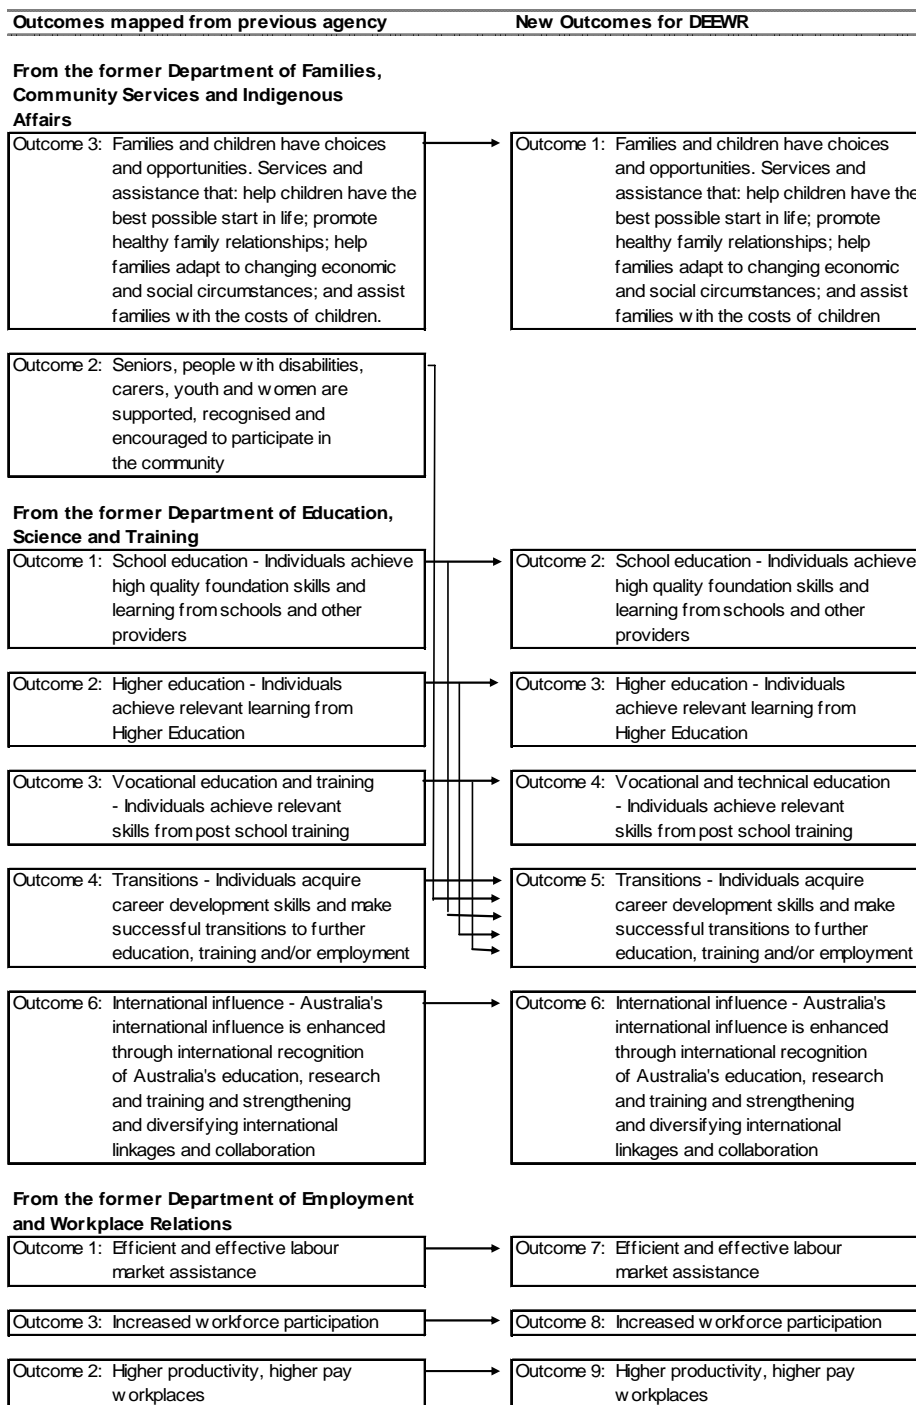 Outcomes mapped from previous agency
New Outcomes for DEEWR
From the former Department of Families,
Community Services and Indigenous
Affairs
Outcome 3: Families and children have choices
and opportunities. Services and
assistance that: help children have the
best possible start in life; promote
healthy family relationships; help
families adapt to changing economic
and social circumstances; and assist
families with the costs of children.
Outcome 1: Families and children have choices
and opportunities. Services and
assistance that: help children have the
best possible start in life; promote
healthy family relationships; help
families adapt to changing economic
and social circumstances; and assist
families with the costs of children
Outcome 2: Seniors, people with disabilities,
carers, youth and women are
supported, recognised and
encouraged to participate in
the community
From the former Department of Education,
Science and Training
Outcome 1: School education - Individuals achieve
high quality foundation skills and
learning from schools and other
providers
Outcome 2: School education - Individuals achieve
high quality foundation skills and
learning from schools and other
providers
Outcome 2: Higher education - Individuals
achieve relevant learning from
Higher Education
Outcome 3: Higher education - Individuals
achieve relevant learning from
Higher Education
Outcome 3: Vocational education and training
- Individuals achieve relevant
skills from post school training
Outcome 4: Vocational and technical education
- Individuals achieve relevant
skills from post school training
Outcome 4: Transitions - Individuals acquire
career development skills and make
successful transitions to further
education, training and/or employment
Outcome 5: Transitions - Individuals acquire
career development skills and make
successful transitions to further
education, training and/or employment
Outcome 6: International influence - Australia's
international influence is enhanced
through international recognition
of Australia's education, research
and training and strengthening
and diversifying international
linkages and collaboration
Outcome 6: International influence - Australia's
international influence is enhanced
through international recognition
of Australia's education, research
and training and strengthening
and diversifying international
linkages and collaboration
From the former Department of Employment
and Workplace Relations
Outcome 1: Efficient and effective labour
market assistance
Outcome 7: Efficient and effective labour
market assistance
Outcome 3: Increased workforce participation
Outcome 8: Increased workforce participation
Outcome 2: Higher productivity, higher pay
workplaces
Outcome 9: Higher productivity, higher pay
workplaces